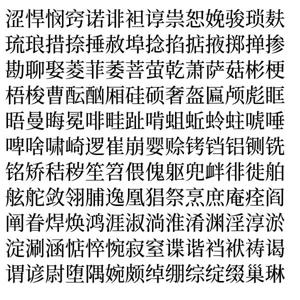 涩悍悯窍诺诽袒谆祟恕娩骏琐麸
琉琅措捺捶赦埠捻掐掂掖掷掸掺
勘聊娶菱菲萎菩萤乾萧萨菇彬梗
梧梭曹酝酗厢硅硕奢盔匾颅彪眶
晤曼晦冕啡畦趾啃蛆蚯蛉蛀唬唾
啤啥啸崎逻崔崩婴赊铐铛铝铡铣
铭矫秸秽笙笤偎傀躯兜衅徘徙舶
舷舵敛翎脯逸凰猖祭烹庶庵痊阎
阐眷焊焕鸿涯淑淌淮淆渊淫淳淤
淀涮涵惦悴惋寂窒谍谐裆袱祷谒
谓谚尉堕隅婉颇绰绷综绽缀巢琳